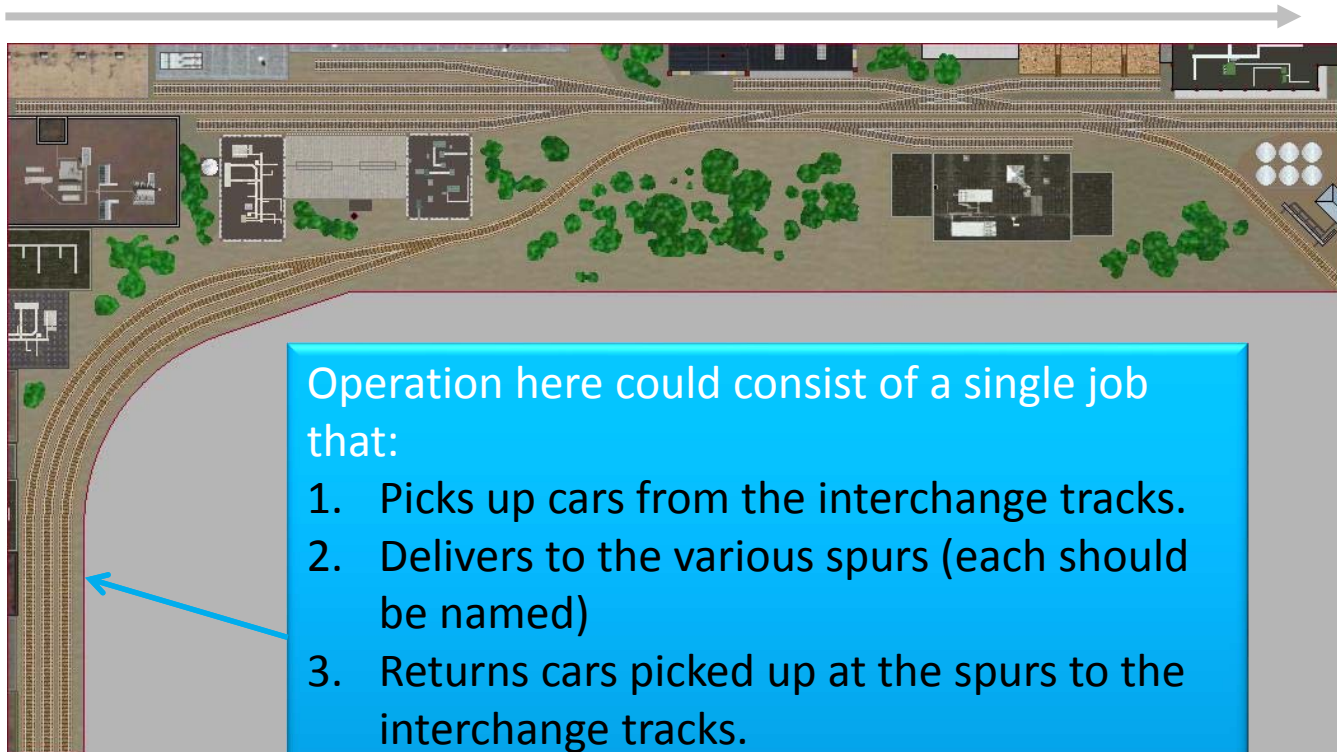 Operation here could consist of a single job
that:
1. Picks up cars from the interchange tracks.
2. Delivers to the various spurs (each should
be named)
3. Returns cars picked up at the spurs to the
interchange tracks.